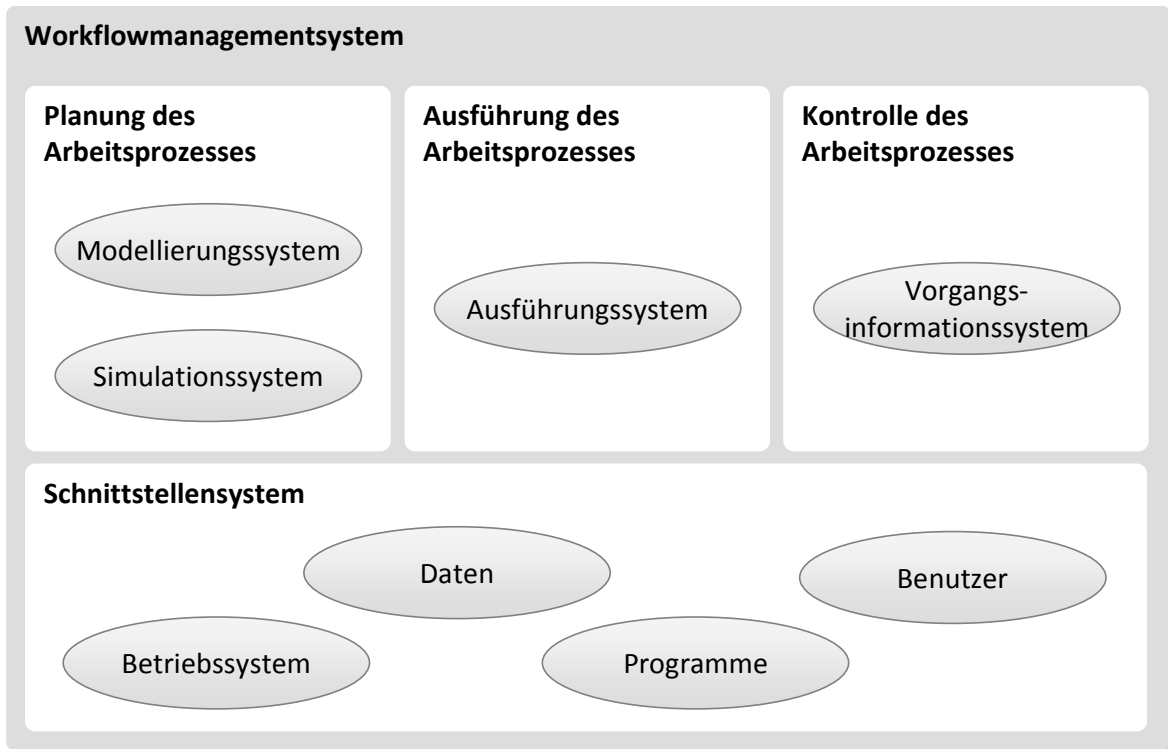 Workflowmanagementsystem
Planung des
Arbeitsprozesses
Modellierungssystem
Simulationssystem
Ausführung des
Arbeitsprozesses
Ausführungssystem
Kontrolle des
Arbeitsprozesses
Vorgangs-
informationssystem
Schnittstellensystem
Daten
Benutzer
Betriebssystem
Programme